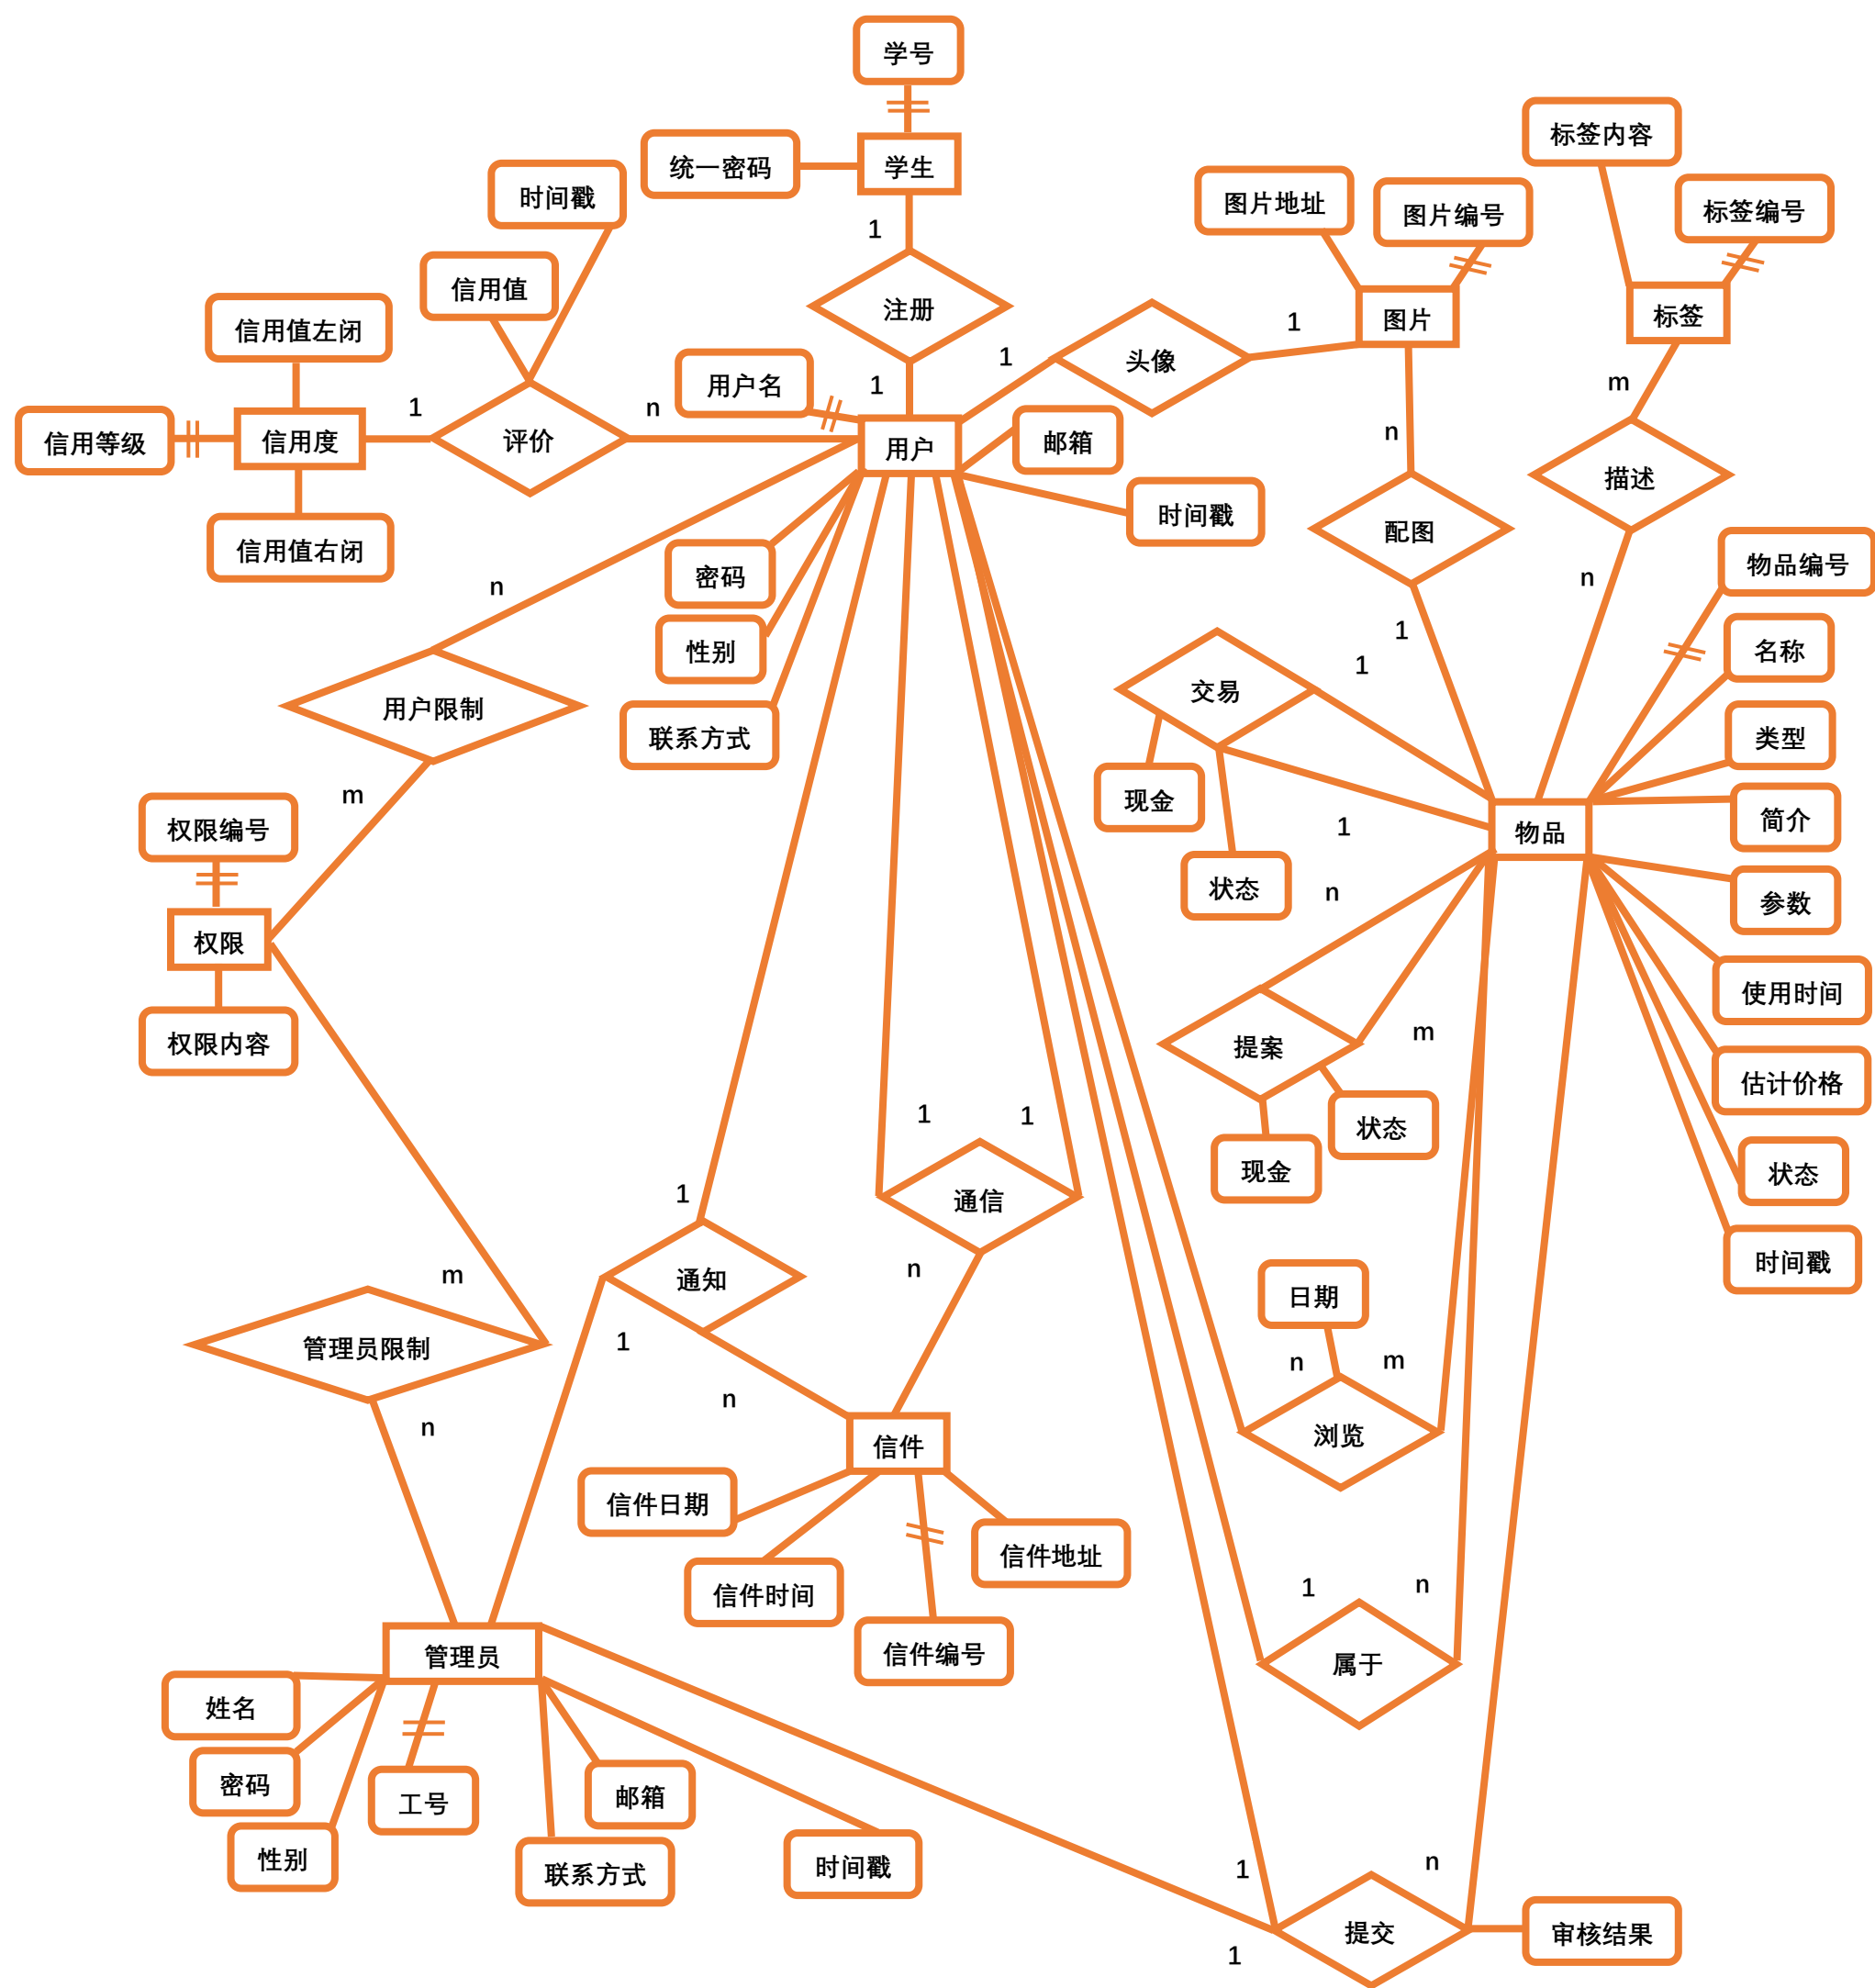 学号
标签内容
统一密码
学生
时间戳
图片地址
图片编号
标签编号
1
信用值
注册
信用值左闭
1
图片
标签
头像
1
用户名
1
m
1
n
信用等级
信用度
评价
用户
邮箱
n
描述
时间戳
配图
信用值右闭
物品编号
密码
n
n
1
性别
名称
1
用户限制
交易
联系方式
类型
m
现金
简介
权限编号
1
物品
状态
n
参数
权限
使用时间
m
权限内容
提案
估计价格
1
1
状态
现金
状态
1
通信
n
时间戳
m
通知
日期
1
n
m
管理员限制
n
n
浏览
信件
信件日期
信件地址
信件时间
1
n
信件编号
管理员
属于
姓名
密码
工号
邮箱
性别
联系方式
时间戳
1
n
提交
审核结果
1